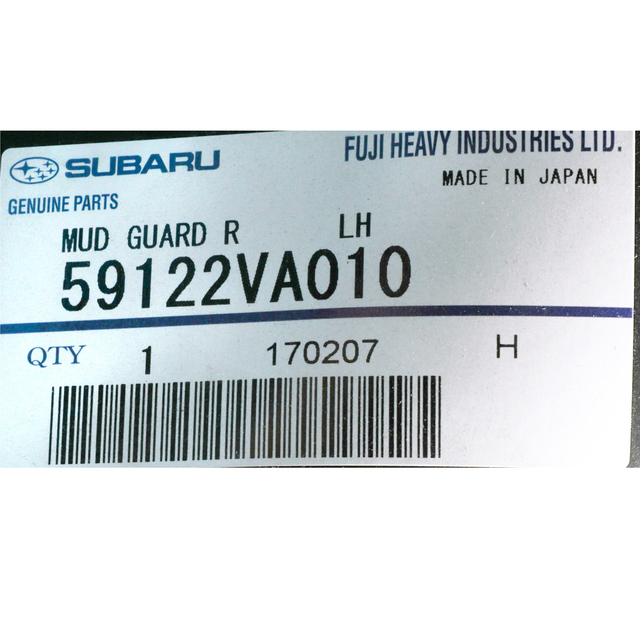 SUBARU
FUJI HEAVY INDUSTRIES LTD.
MADE IN JAPAN
GENUINE PARTS
MUD GUARD R LH
59122VA010
QTY 1 170207 H